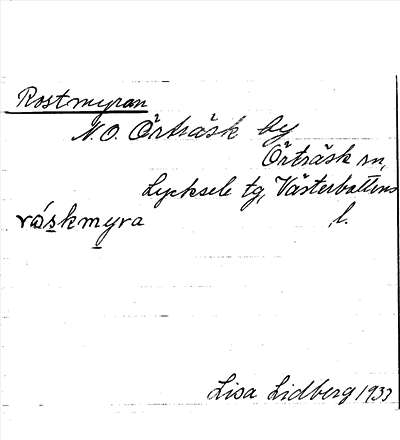 Rostmyran
N.O. Örträsk by
Örträsk sn,
Lycksele tg, Västerbottens
l.
råskmyra
Lisa Lidberg 1937